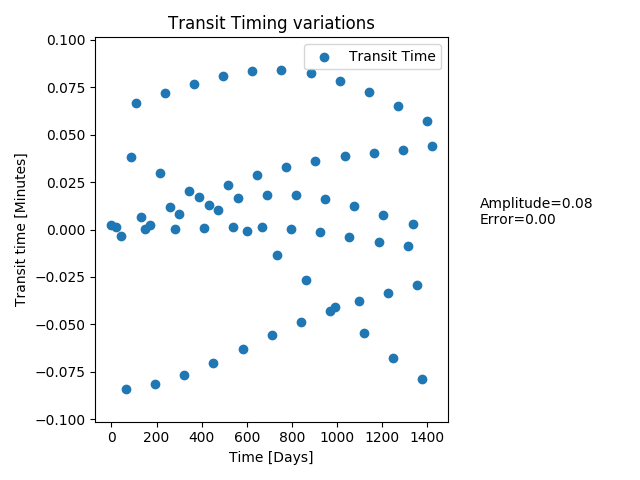 Transit Timing variations
Transit Time
Transit time [Minutes]
0.100
0.075
0.050
0.025
0.000
−0.025
−0.050
−0.075
−0.100
0 200 400 600 800 1000 1200 1400
Time [Days]
Amplitude=0.08
Error=0.00